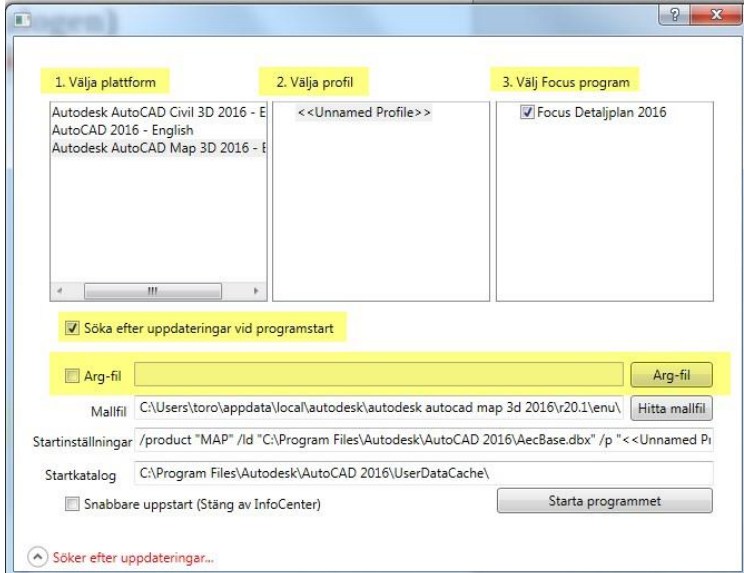 1. Välja plattform
2. Välja profil
3. Välj Focus program
Autodesk AutoCAD Civil 3D 2016 - E
AutoCAD 2016 - English
Autodesk AutoCAD Map 3D 2016 - E
<<Unnamed Profile>>
Focus Detaljplan 2016
Söka efter uppdateringar vid programstart
Arg-fil
Arg-fil
Mallfil
C:\Users\toro\appdata\local\autodesk\autodesk autocad map 3d 2016\r20.1\enu\
Hitta mallfil
Startinställningar
/product "MAP" /ld "C:\Program Files\Autodesk\AutoCAD 2016\AecBase.dbx" /p "<<Unnamed Pr
Startkatalog
C:\Program Files\Autodesk\AutoCAD 2016\UserDataCache\
Snabbare uppstart (Stäng av InfoCenter)
Starta programmet
Söker efter uppdateringar...